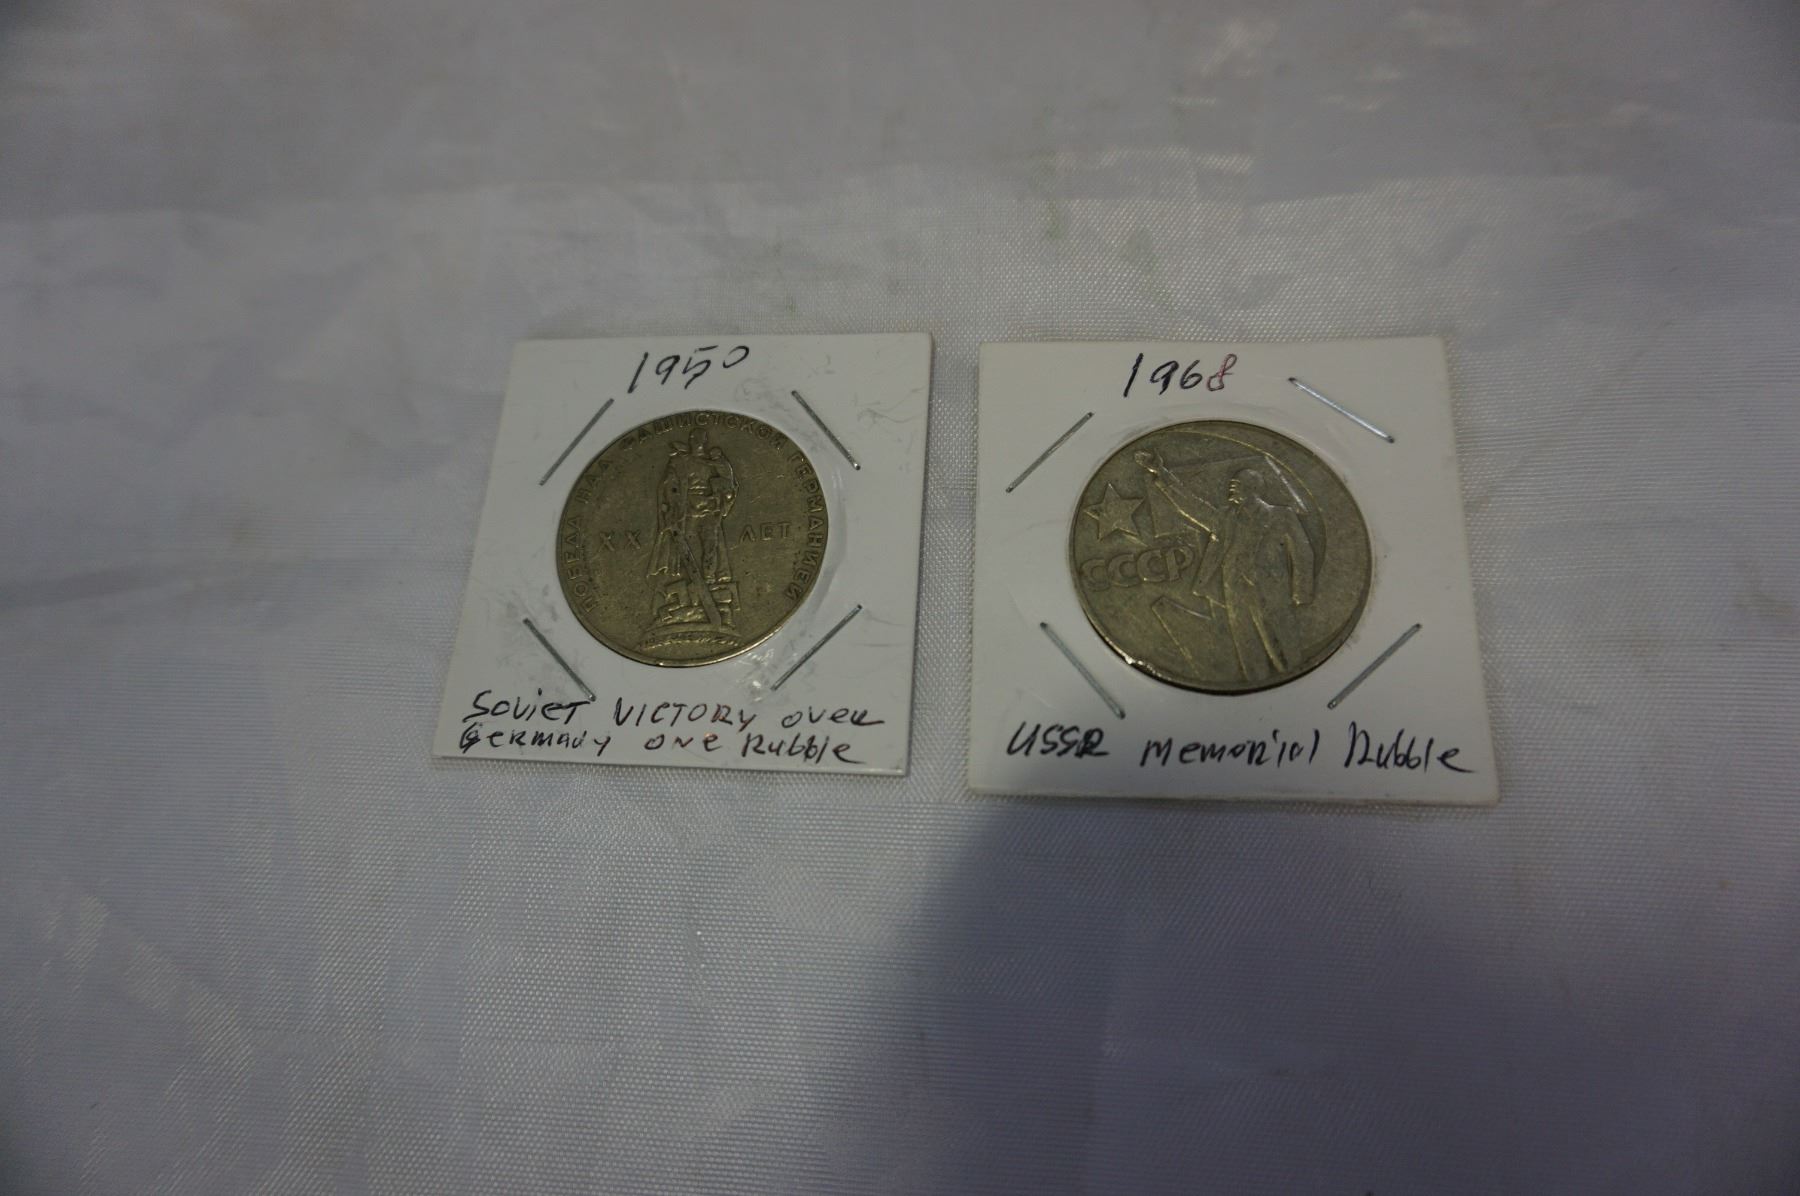 1950
ПОБЕДА НАД ФАШИСТСКОЙ ГЕРМАНИЕЙ
XX ЛЕТ
Soviet Victory over
Germany one Rubble
1968
СССР
USSR Memorial Rubble